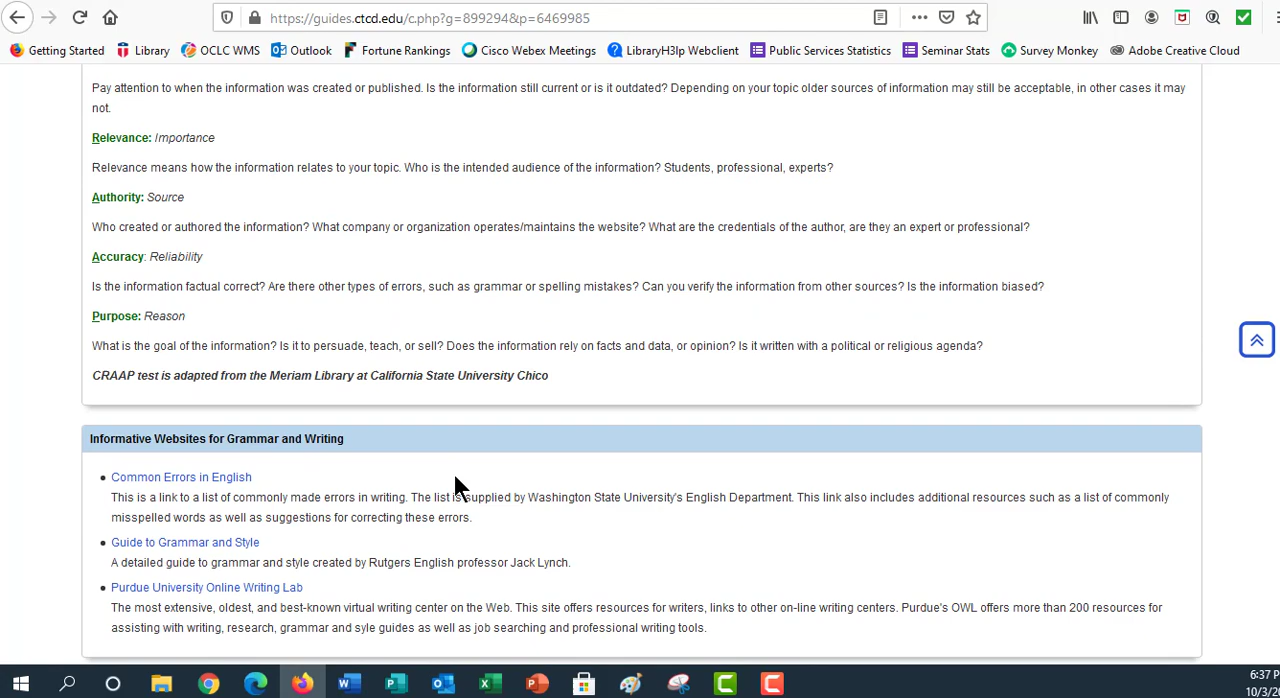 https://guides.ctcd.edu/c.php?g=899294&p=6469985
Getting Started Library OCLC WMS Outlook Fortune Rankings Cisco Webex Meetings LibraryH3lp Webclient Public Services Statistics Seminar Stats Survey Monkey Adobe Creative Cloud
Pay attention to when the information was created or published. Is the information still current or is it outdated? Depending on your topic older sources of information may still be acceptable, in other cases it may
not.
Relevance: Importance
Relevance means how the information relates to your topic. Who is the intended audience of the information? Students, professional, experts?
Authority: Source
Who created or authored the information? What company or organization operates/maintains the website? What are the credentials of the author, are they an expert or professional?
Accuracy: Reliability
Is the information factual correct? Are there other types of errors, such as grammar or spelling mistakes? Can you verify the information from other sources? Is the information biased?
Purpose: Reason
What is the goal of the information? Is it to persuade, teach, or sell? Does the information rely on facts and data, or opinion? Is it written with a political or religious agenda?
CRAAP test is adapted from the Meriam Library at California State University Chico
Informative Websites for Grammar and Writing
Common Errors in English
This is a link to a list of commonly made errors in writing. The list is supplied by Washington State University's English Department. This link also includes additional resources such as a list of commonly
misspelled words as well as suggestions for correcting these errors.
Guide to Grammar and Style
A detailed guide to grammar and style created by Rutgers English professor Jack Lynch.
Purdue University Online Writing Lab
The most extensive, oldest, and best-known virtual writing center on the Web. This site offers resources for writers, links to other on-line writing centers. Purdue's OWL offers more than 200 resources for
assisting with writing, research, grammar and syle guides as well as job searching and professional writing tools.
6:37 P
10/3/2